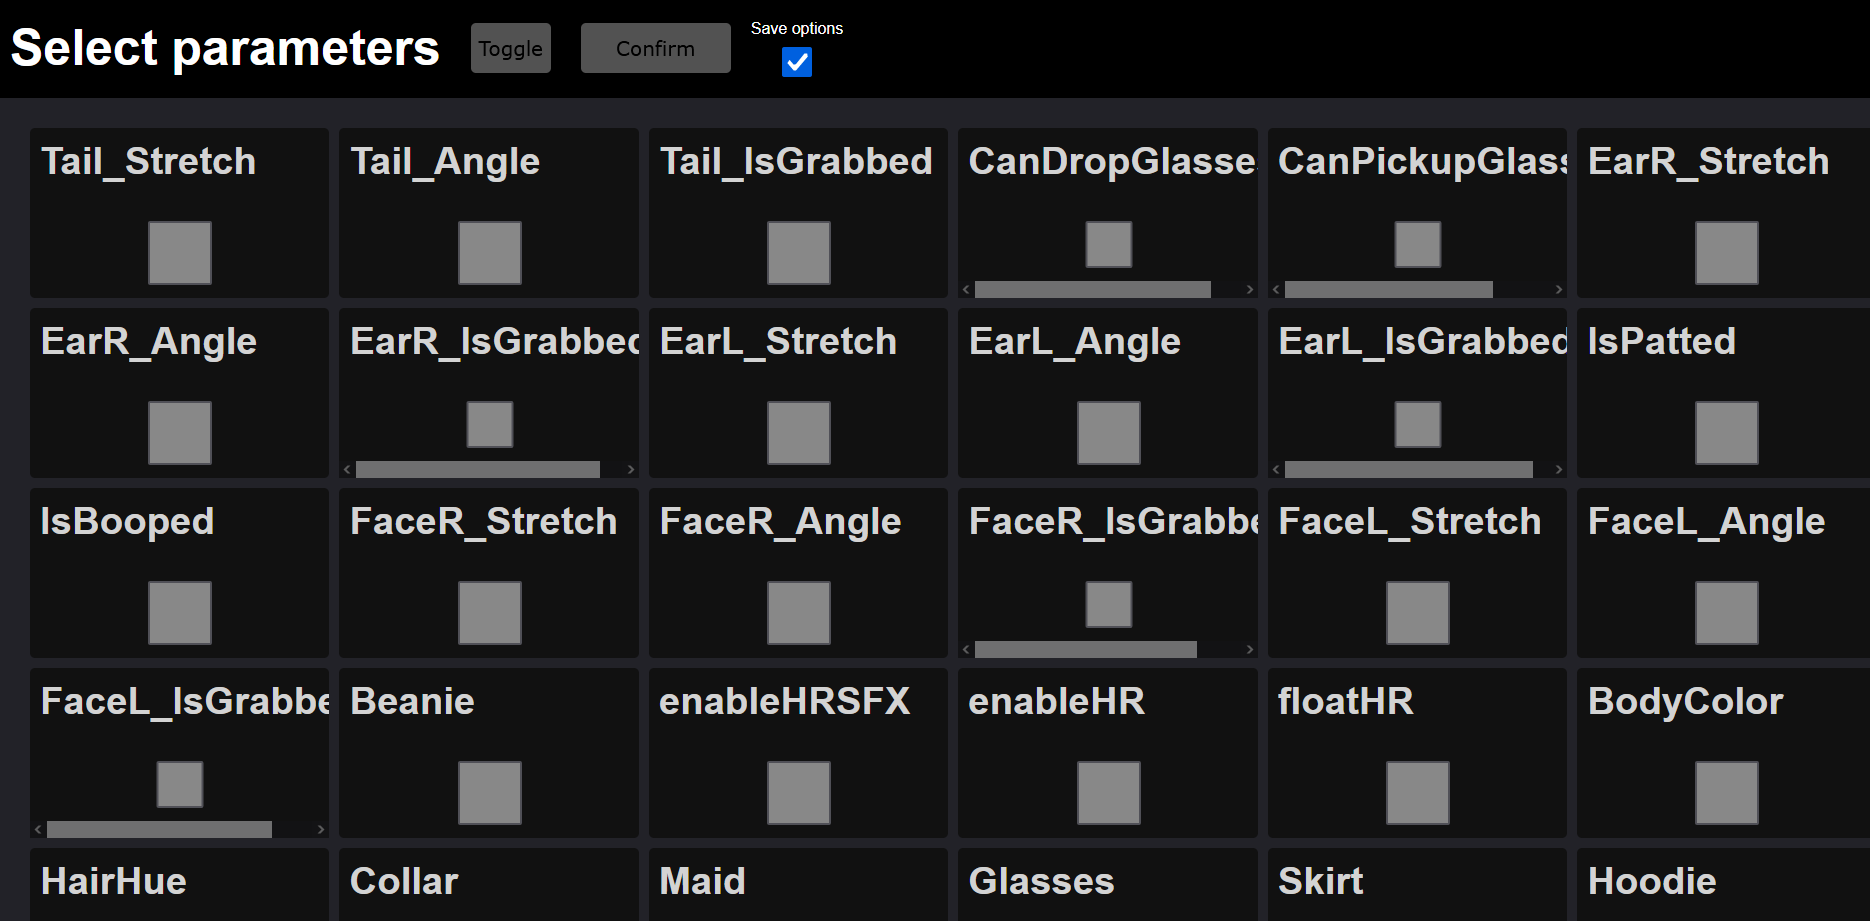 Select parameters
Toggle
Confirm
Save options
Tail_Stretch
Tail_Angle
Tail_IsGrabbed
CanDropGlasses
CanPickupGlass
EarR_Stretch
EarR_Angle
EarR_IsGrabbed
EarL_Stretch
EarL_Angle
EarL_IsGrabbed
IsPatted
IsBooped
FaceR_Stretch
FaceR_Angle
FaceR_IsGrabbe
FaceL_Stretch
FaceL_Angle
FaceL_IsGrabbe
Beanie
enableHRSFX
enableHR
floatHR
BodyColor
HairHue
Collar
Maid
Glasses
Skirt
Hoodie